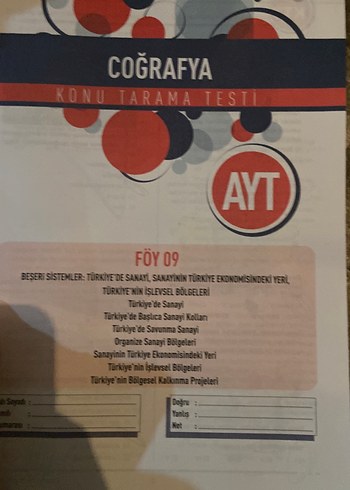 COĞRAFYA
KONU TARAMA TESTİ
AYT
FÖY 09
BEŞERİ SİSTEMLER: TÜRKİYE'DE SANAYİ, SANAYİNİN TÜRKİYE EKONOMİSİNDEKİ YERİ,
TÜRKİYE'NİN İŞLEVSEL BÖLGELERİ
Türkiye'de Sanayi
Türkiye'de Başlıca Sanayi Kolları
Türkiye'de Savunma Sanayi
Organize Sanayi Bölgeleri
Sanayinin Türkiye Ekonomisindeki Yeri
Türkiye'nin İşlevsel Bölgeleri
Türkiye'nin Bölgesel Kalkınma Projeleri
Doğru :
Yanlış :
Net :